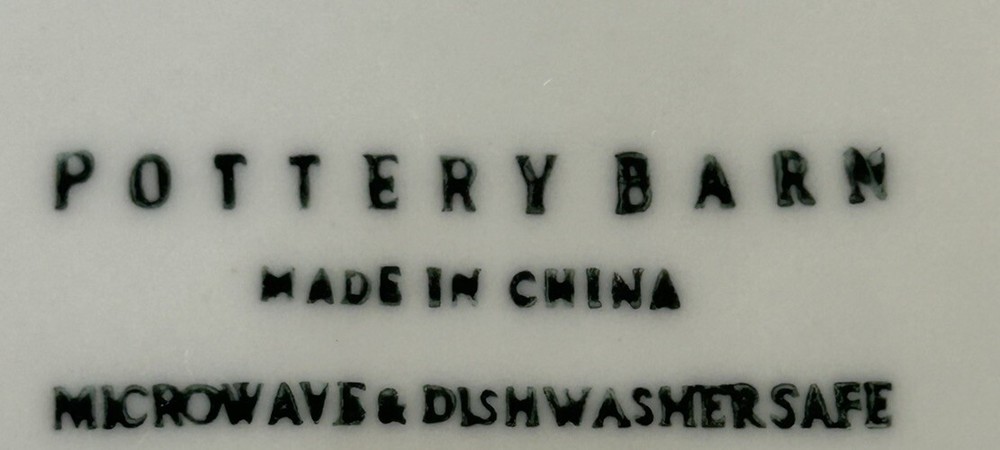 POTTERY BARN
MADE IN CHINA
MICROWAVE & DISHWASHER SAFE